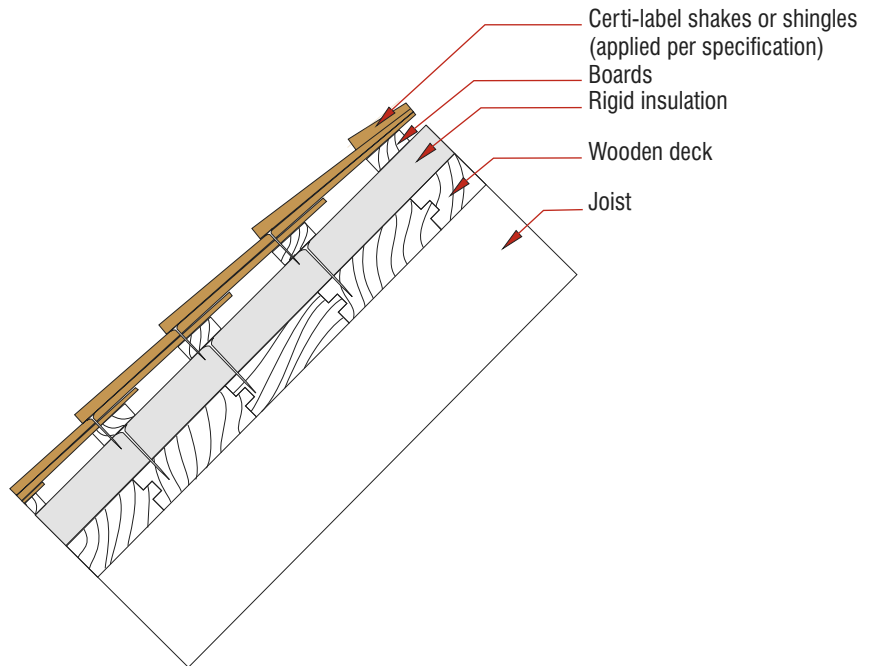 Certi-label shakes or shingles
(applied per specification)
Boards
Rigid insulation
Wooden deck
Joist